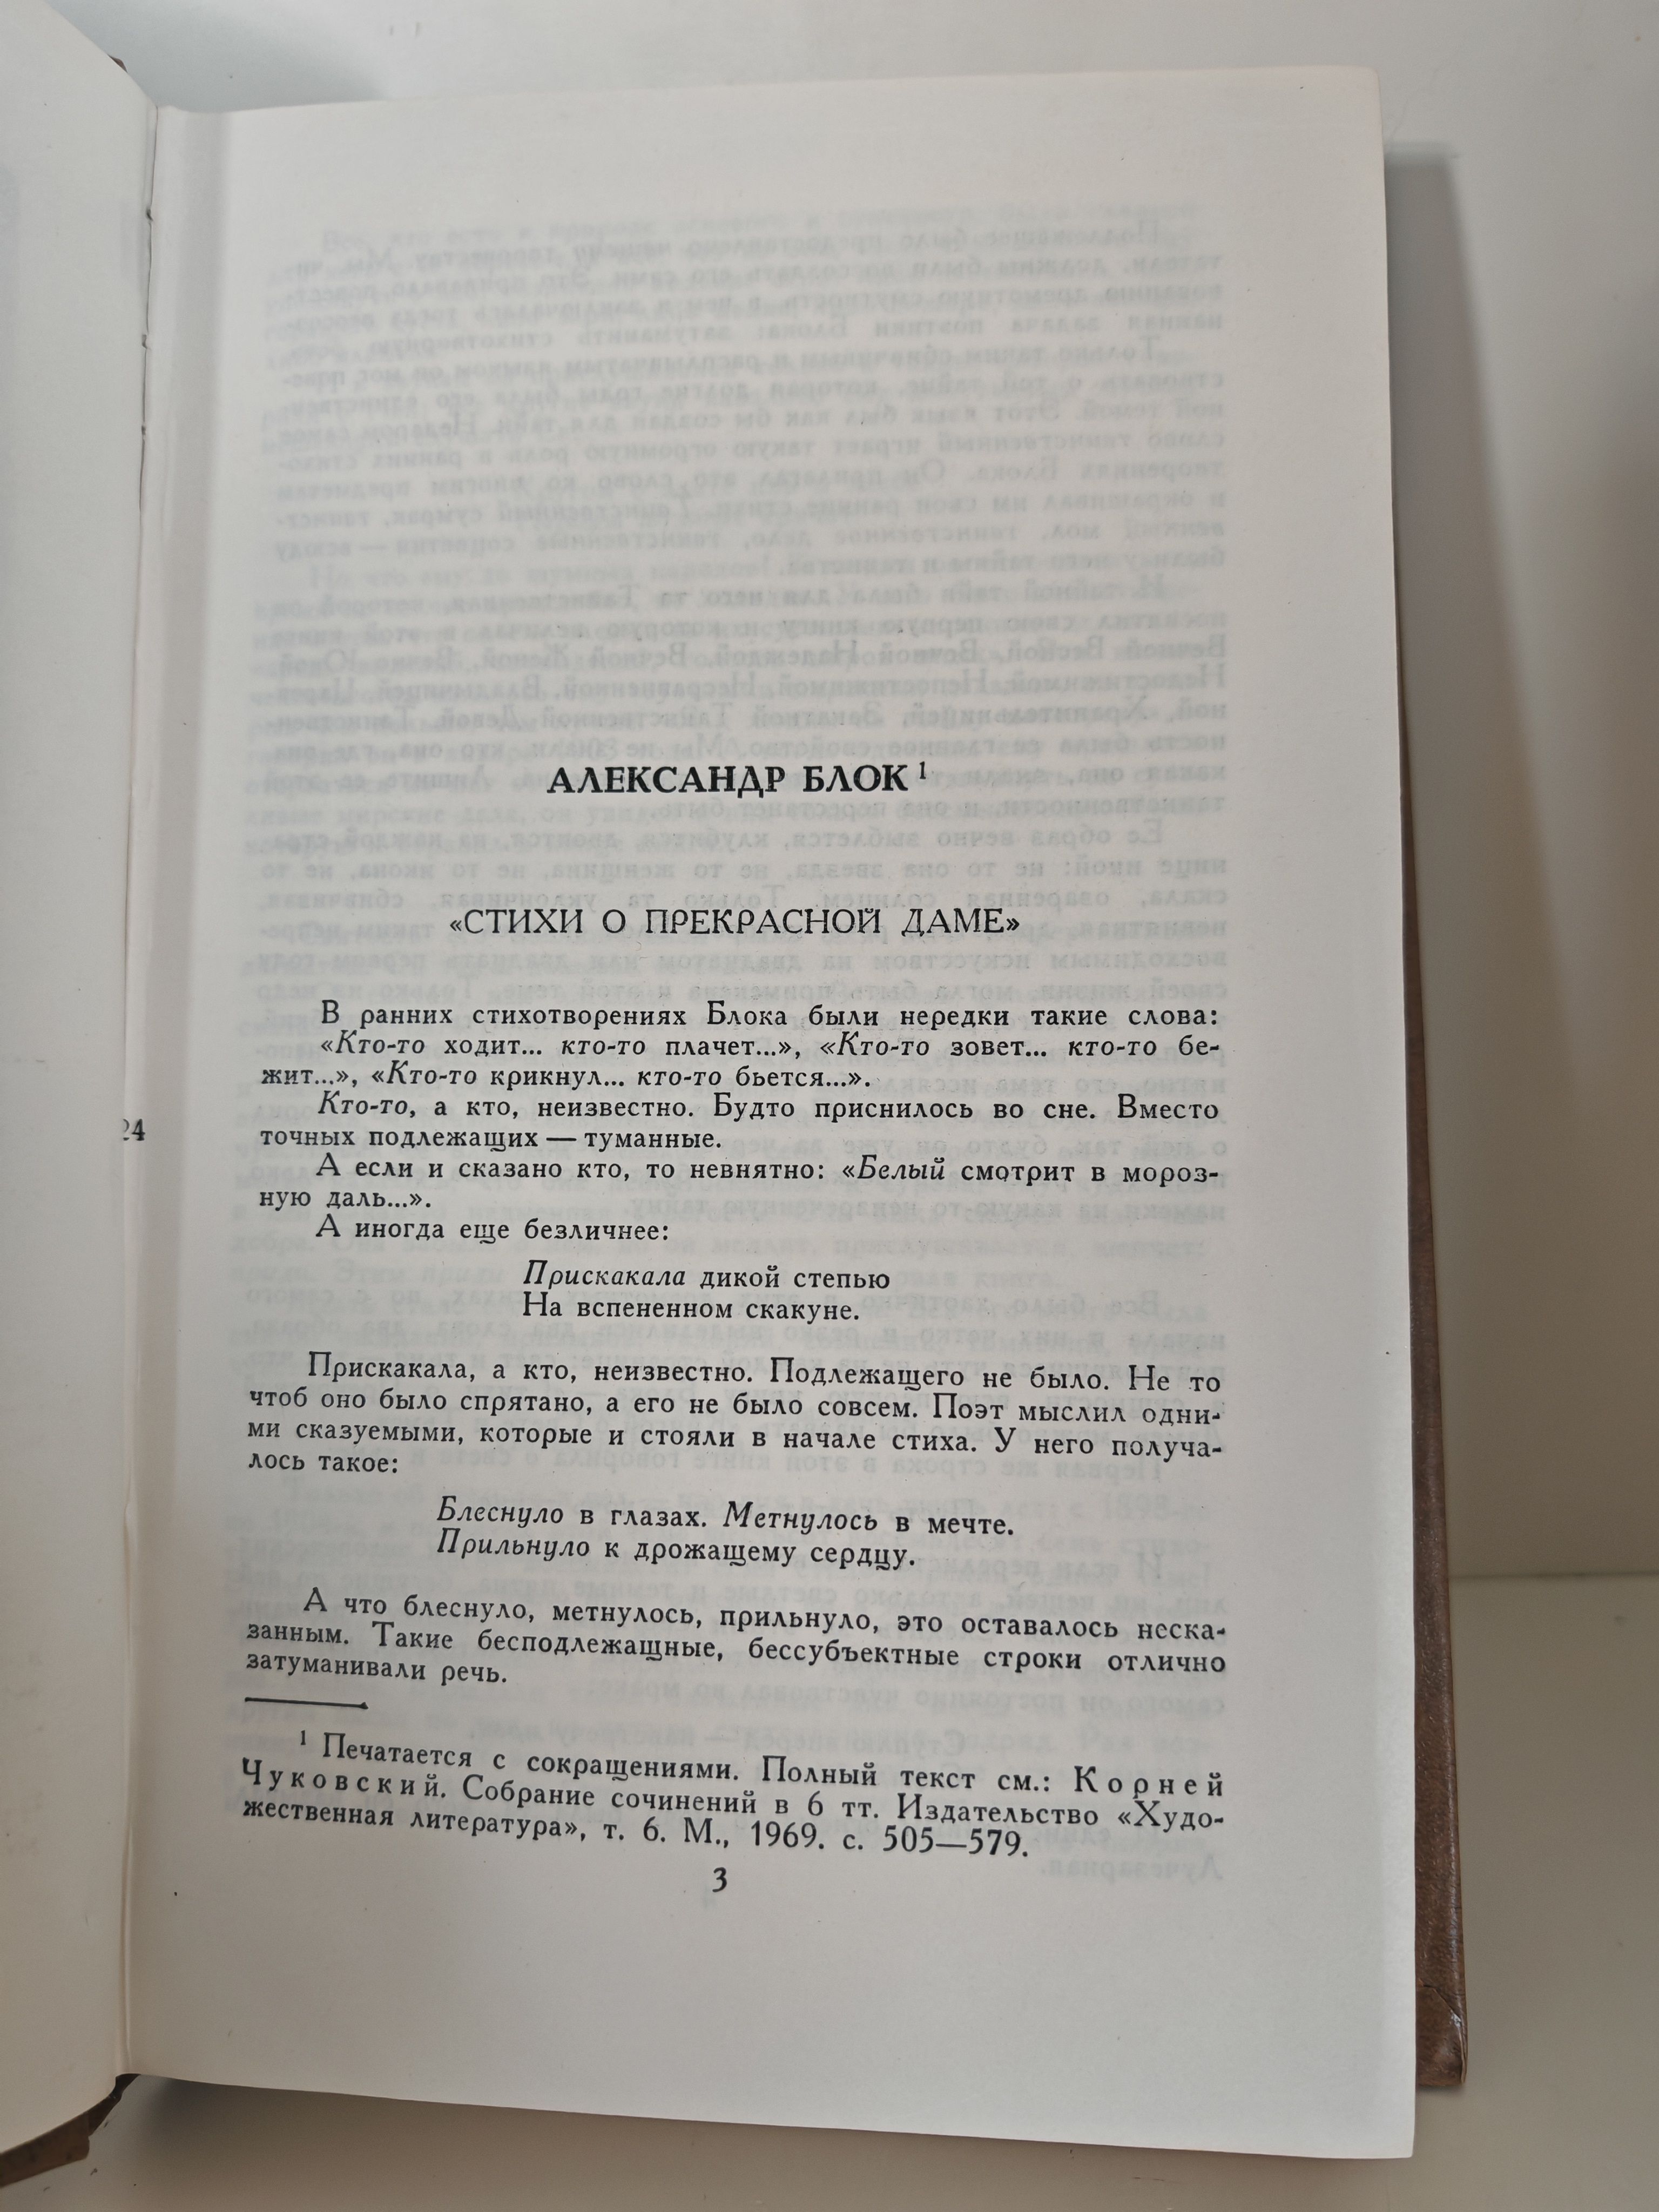 АЛЕКСАНДР БЛОК ¹
«СТИХИ О ПРЕКРАСНОЙ ДАМЕ»
В ранних стихотворениях Блока были нередки такие слова:
«Кто-то ходит... кто-то плачет...», «Кто-то зовет... кто-то бе-
жит...», «Кто-то крикнул... кто-то бьется...».
Кто-то, а кто, неизвестно. Будто приснилось во сне. Вместо
24
точных подлежащих — туманные.
А если и сказано кто, то невнятно: «Белый смотрит в мороз-
ную даль...».
А иногда еще безличнее:
Прискакала дикой степью
На вспененном скакуне.
Прискакала, а кто, неизвестно. Подлежащего не было. Не то
чтоб оно было спрятано, а его не было совсем. Поэт мыслил одни-
ми сказуемыми, которые и стояли в начале стиха. У него получа-
лось такое:
Блеснуло в глазах. Метнулось в мечте.
Прильнуло к дрожащему сердцу.
А что блеснуло, метнулось, прильнуло, это оставалось неска-
занным. Такие бесподлежащные, бессубъектные строки отлично
затуманивали речь.
¹ Печатается с сокращениями. Полный текст см.: Корней
Чуковский. Собрание сочинений в 6 тт. Издательство «Худо-
жественная литература», т. 6. М., 1969. с. 505—579.
3